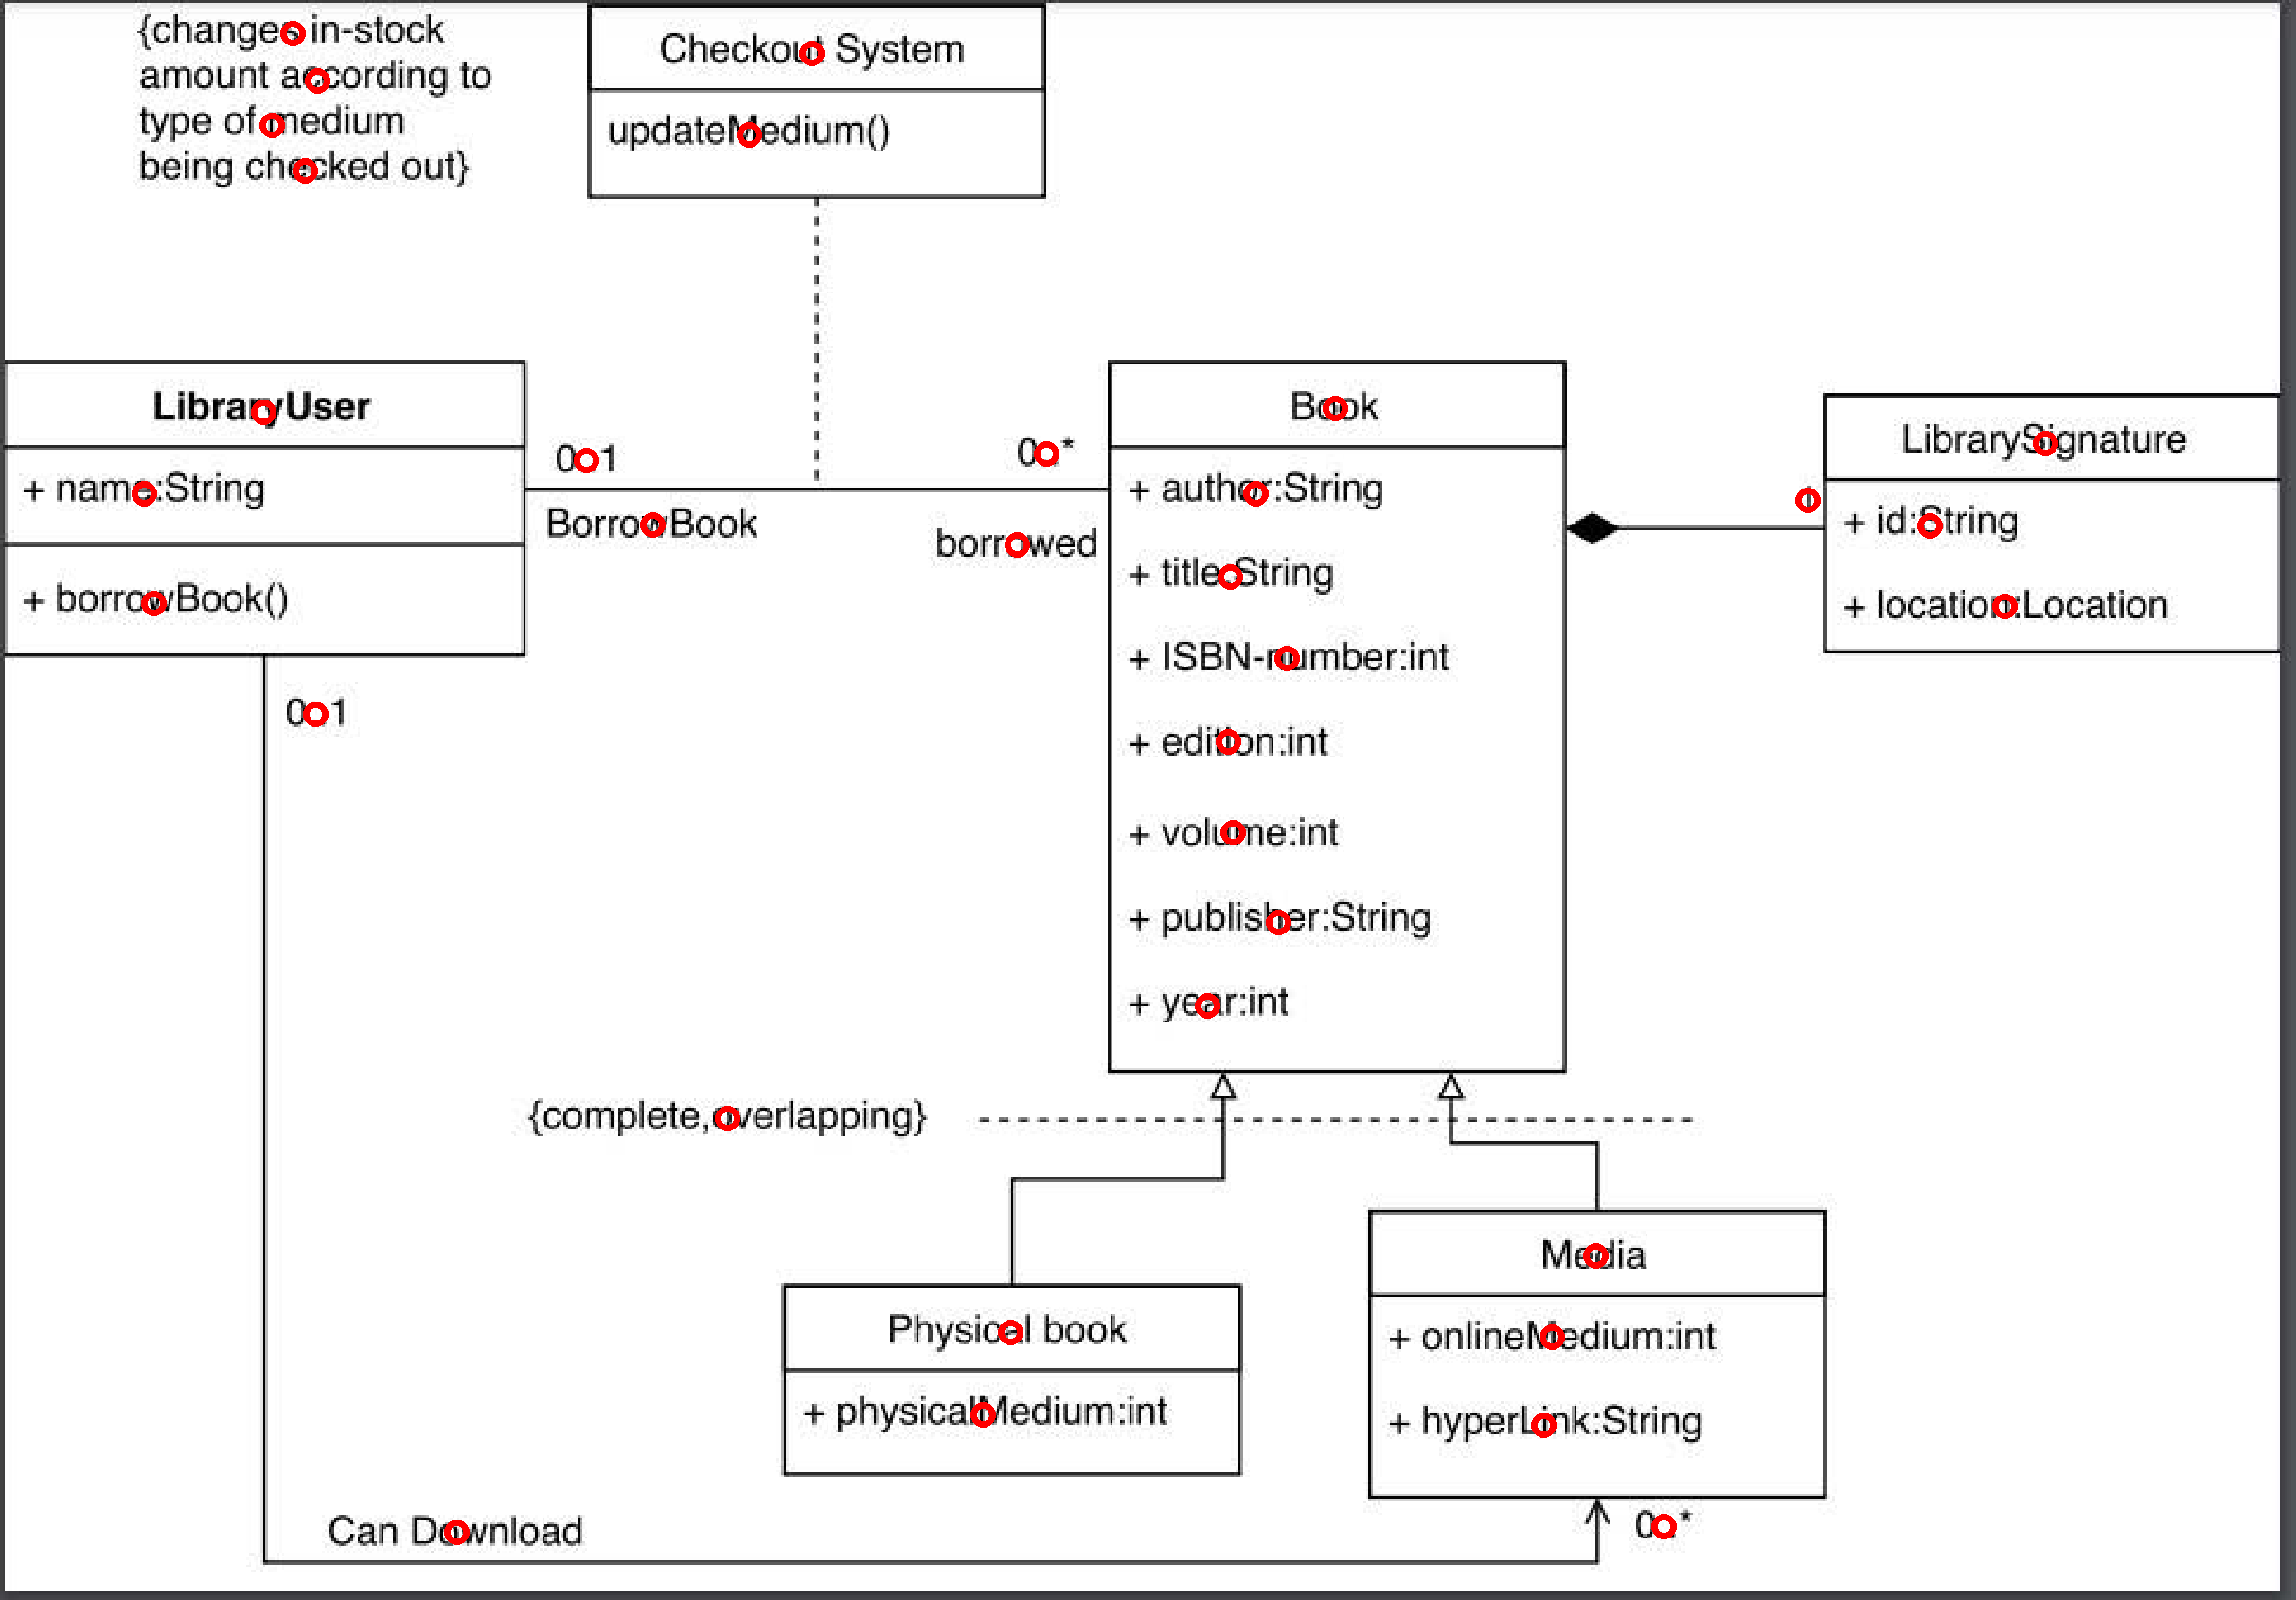 {changes in-stock
amount according to
type of medium
being checked out}
Checkout System
updateMedium()
LibraryUser
+ name:String
+ borrowBook()
0..1
BorrowBook
0..*
borrowed
Book
+ author:String
+ title:String
+ ISBN-number:int
+ edition:int
+ volume:int
+ publisher:String
+ year:int
1
LibrarySignature
+ id:String
+ location:Location
0..1
{complete,overlapping}
Physical book
+ physicalMedium:int
Media
+ onlineMedium:int
+ hyperLink:String
Can Download
0..*